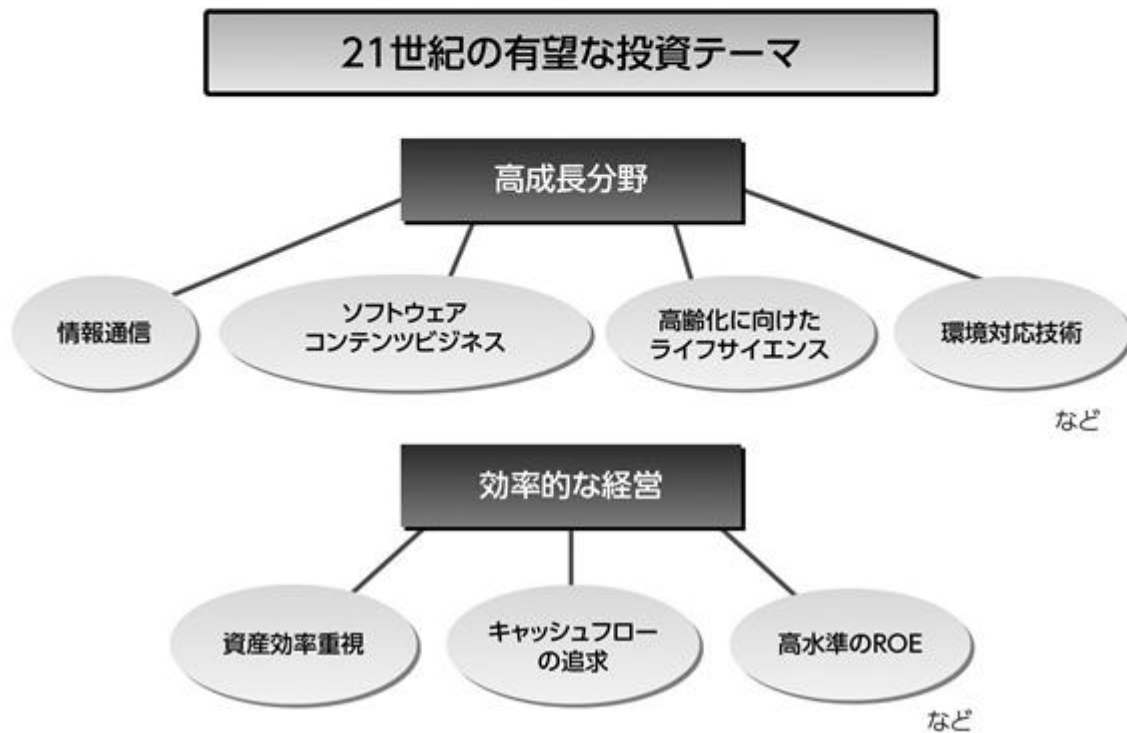 21世紀の有望な投資テーマ
高成長分野
情報通信
ソフトウェア
コンテンツビジネス
高齢化に向けた
ライフサイエンス
環境対応技術
など
効率的な経営
資産効率重視
キャッシュフロー
の追求
高水準のROE
など